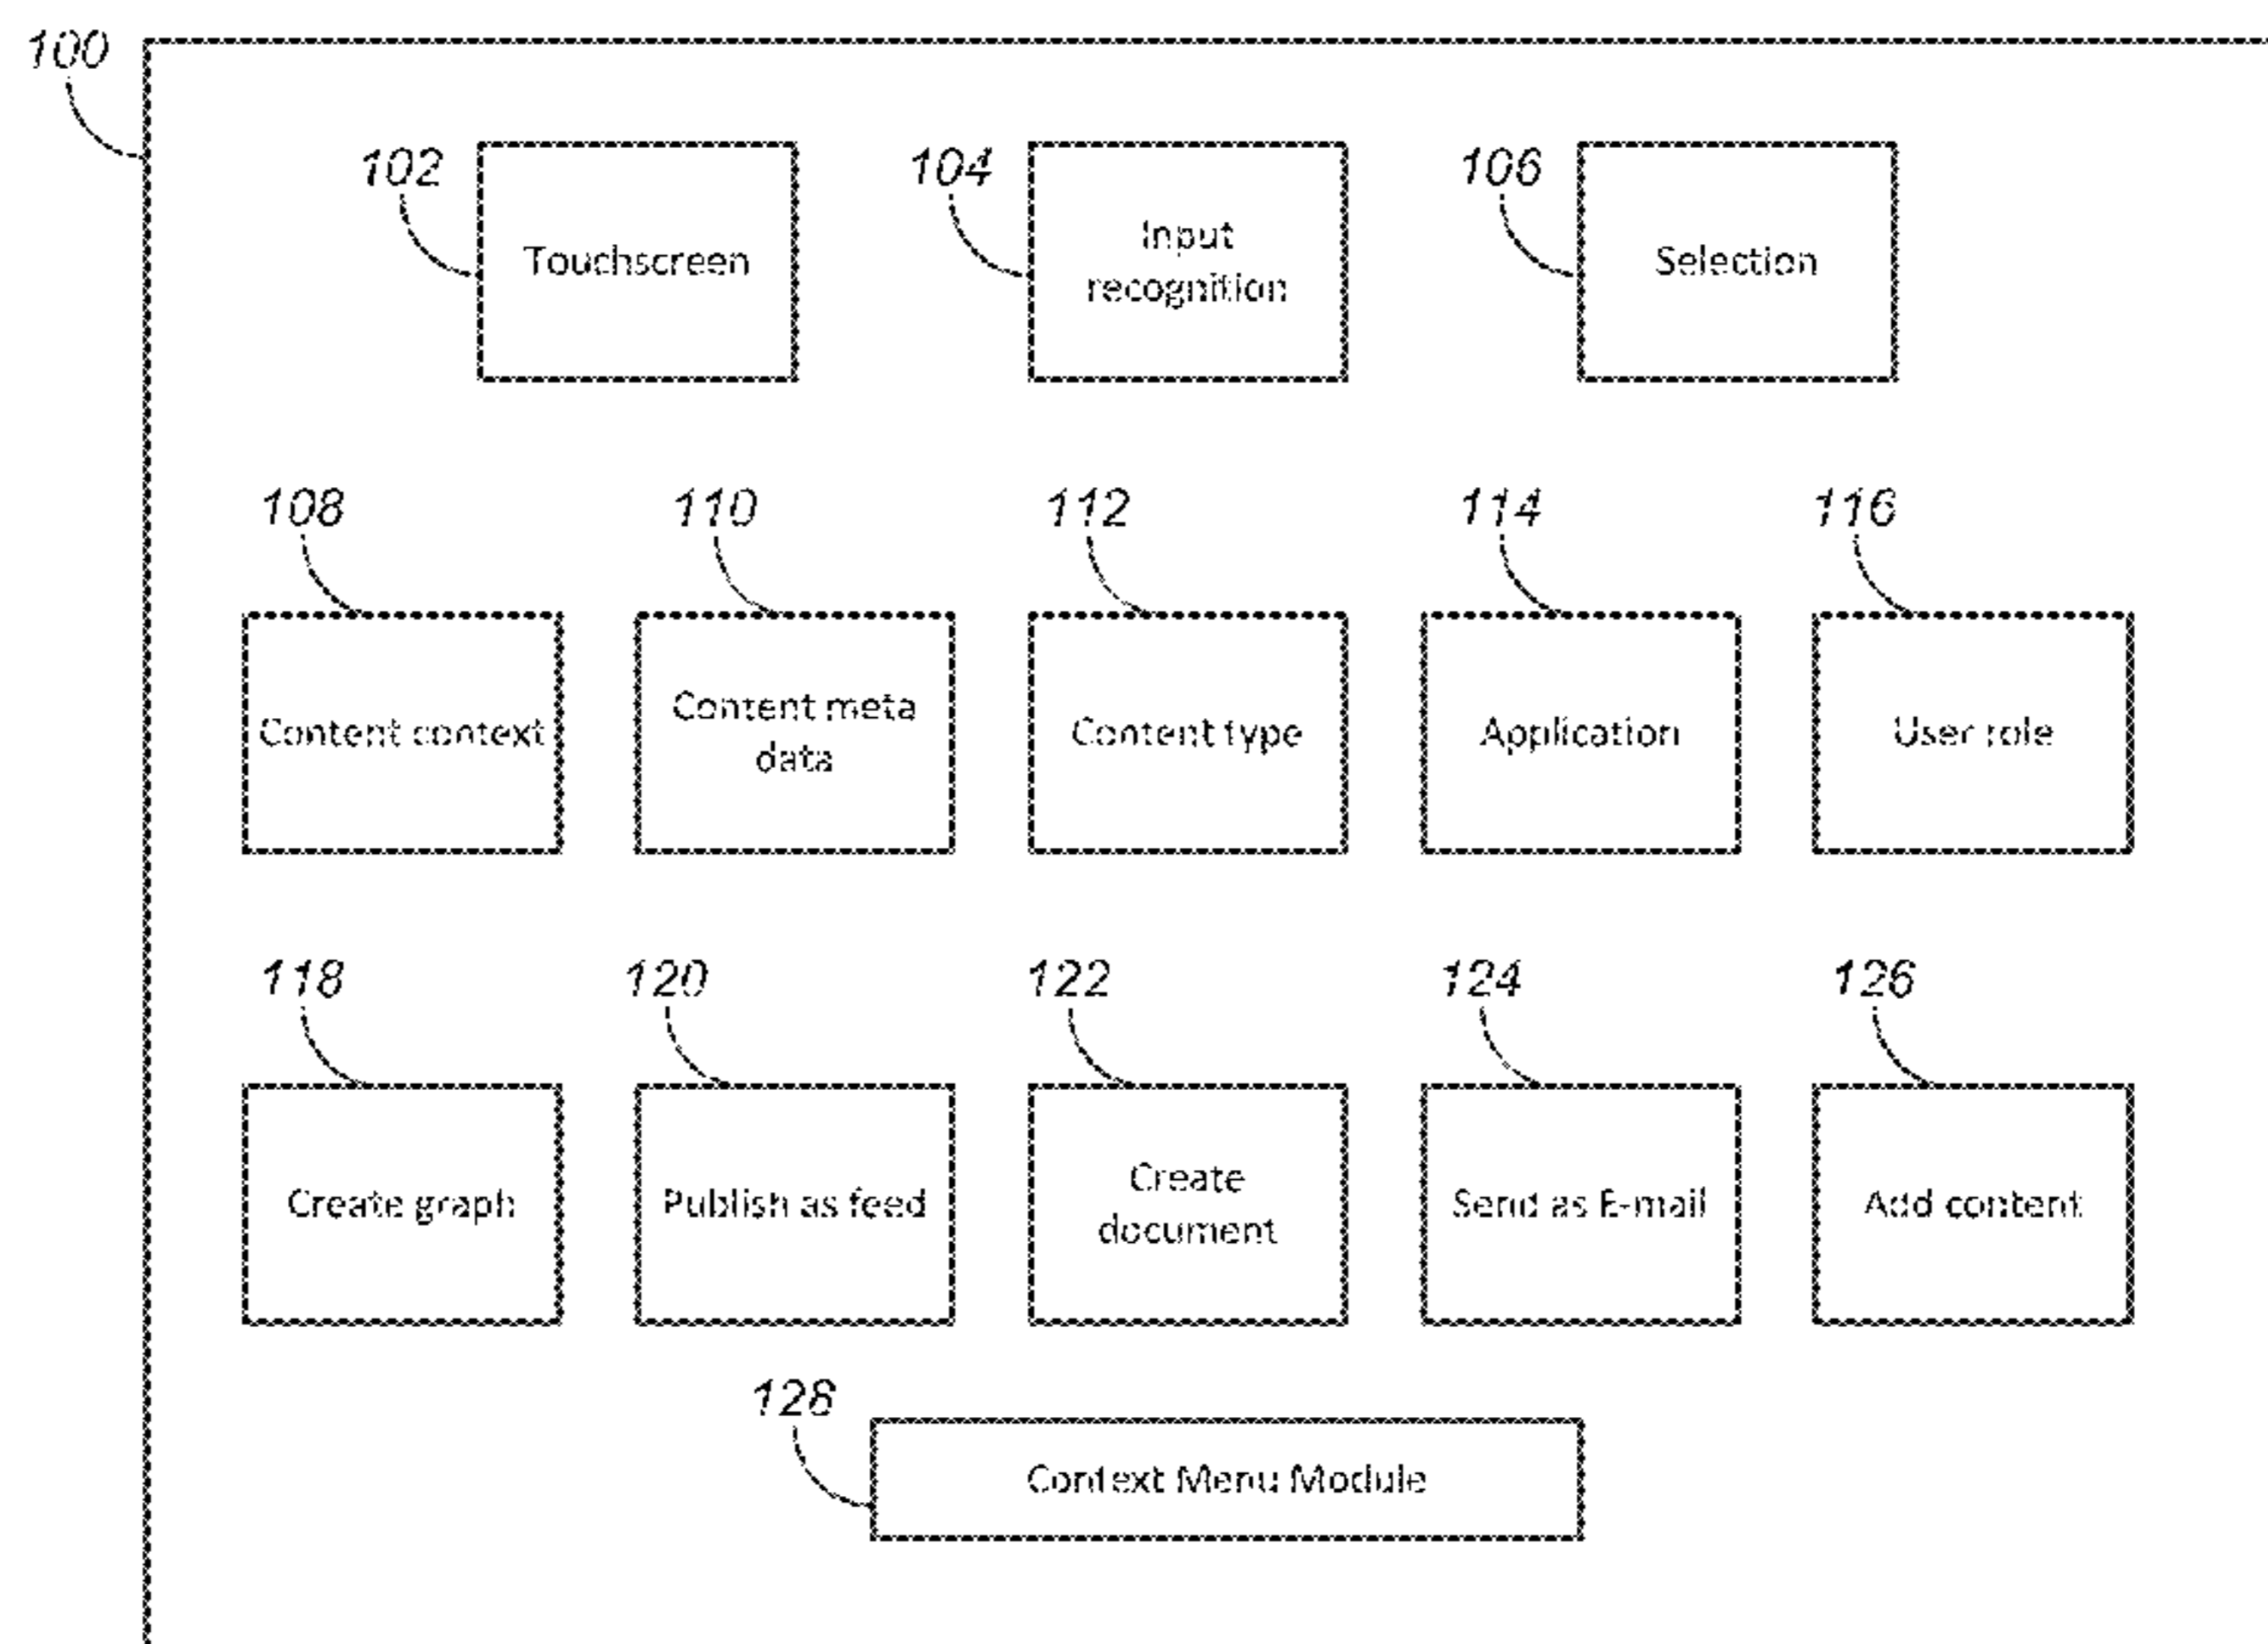 100
102
104
106
Touchscreen
Input
recognition
Selection
108
110
112
114
116
Content context
Content meta
data
Content type
Application
User role
118
120
122
124
126
Create graph
Publish as feed
Create
document
Send as E-mail
Add content
128
Context Menu Module